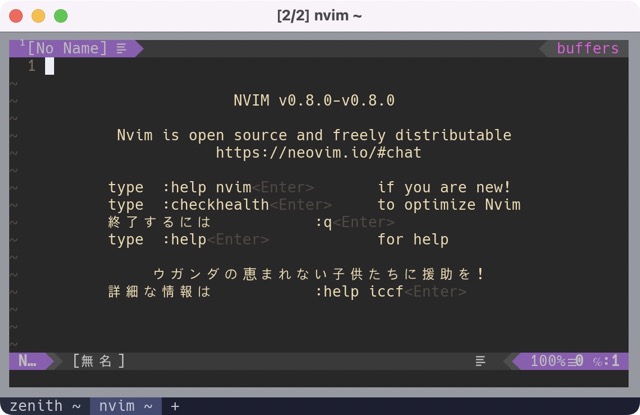 [2/2] nvim ~
1[No Name] buffers
1
NVIM v0.8.0-v0.8.0
Nvim is open source and freely distributable
https://neovim.io/#chat
type :help nvim<Enter> if you are new!
type :checkhealth<Enter> to optimize Nvim
終了するには :q<Enter>
type :help<Enter> for help
ウガンダの恵まれない子供たちに援助を!
詳細な情報は :help iccf<Enter>
N… [無名] 100%☰0 ℅:1
zenith ~ nvim ~ +